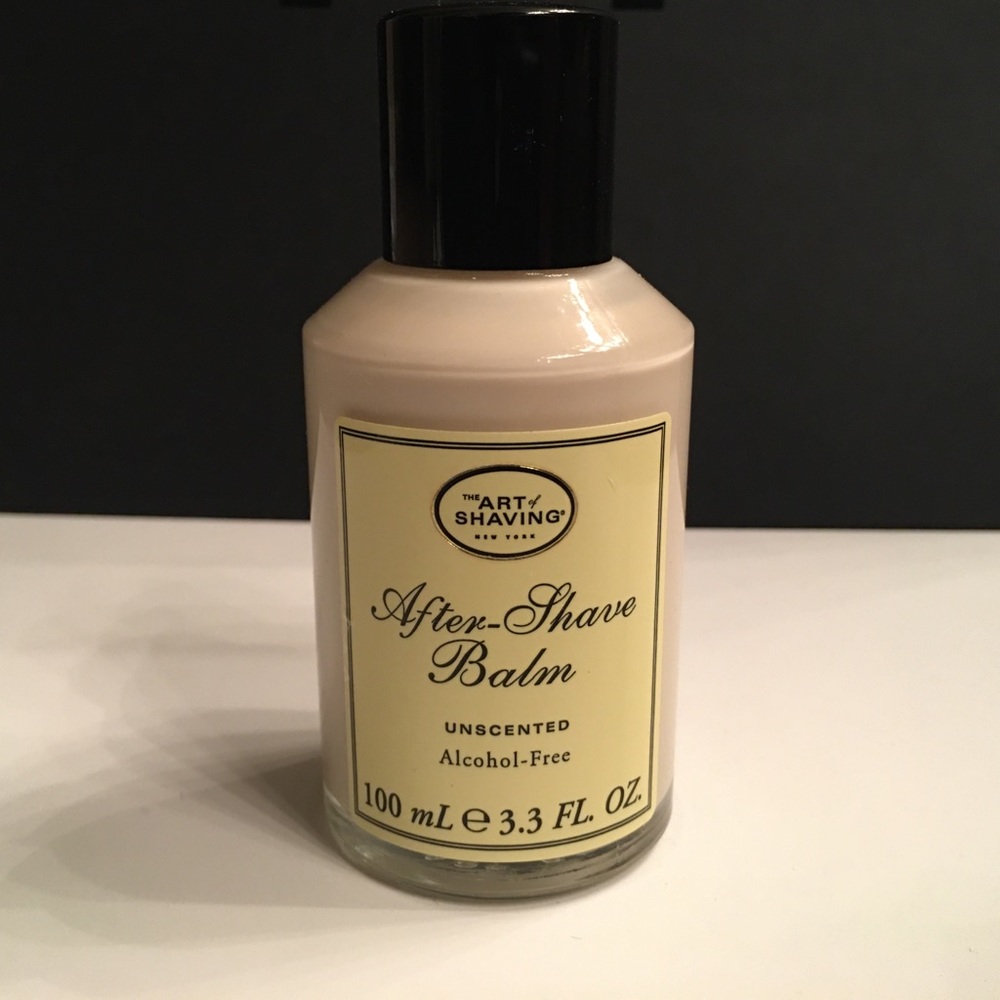 THE ART of
SHAVING®
NEW YORK
After-Shave
Balm
UNSCENTED
Alcohol-Free
100 mL ℮ 3.3 FL. OZ.